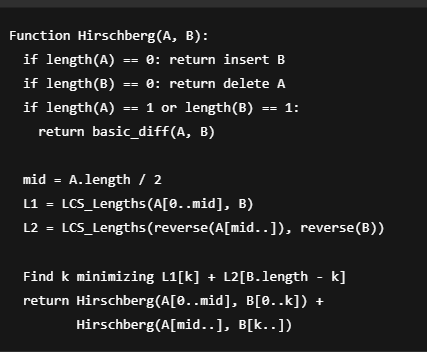 Function Hirschberg(A, B):
  if length(A) == 0: return insert B
  if length(B) == 0: return delete A
  if length(A) == 1 or length(B) == 1:
    return basic_diff(A, B)

  mid = A.length / 2
  L1 = LCS_Lengths(A[0..mid], B)
  L2 = LCS_Lengths(reverse(A[mid..]), reverse(B))

  Find k minimizing L1[k] + L2[B.length - k]
  return Hirschberg(A[0..mid], B[0..k]) +
         Hirschberg(A[mid..], B[k..])